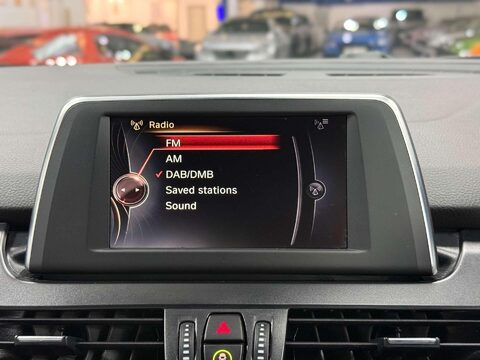 Radio
FM
AM
DAB/DMB
Saved stations
Sound